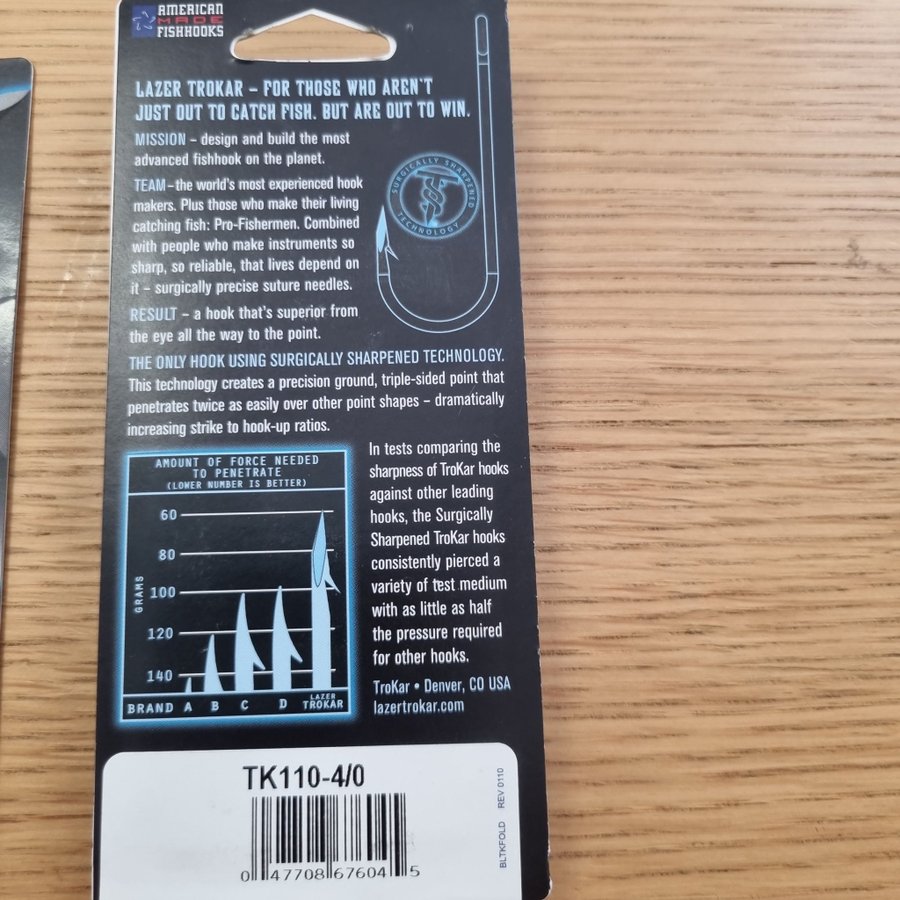 AMERICAN
MADE
FISHHOOKS
LAZER TROKAR – FOR THOSE WHO AREN'T
JUST OUT TO CATCH FISH. BUT ARE OUT TO WIN.
MISSION – design and build the most
advanced fishhook on the planet.
TEAM – the world's most experienced hook
makers. Plus those who make their living
catching fish: Pro-Fishermen. Combined
with people who make instruments so
sharp, so reliable, that lives depend on
it – surgically precise suture needles.
RESULT – a hook that's superior from
the eye all the way to the point.
SURGICALLY SHARPENED
TECHNOLOGY
THE ONLY HOOK USING SURGICALLY SHARPENED TECHNOLOGY.
This technology creates a precision ground, triple-sided point that
penetrates twice as easily over other point shapes – dramatically
increasing strike to hook-up ratios.
AMOUNT OF FORCE NEEDED
TO PENETRATE
(LOWER NUMBER IS BETTER)
GRAMS
60
80
100
120
140
BRAND A B C D LAZER
TROKAR
In tests comparing the
sharpness of TroKar hooks
against other leading
hooks, the Surgically
Sharpened TroKar hooks
consistently pierced a
variety of test medium
with as little as half
the pressure required
for other hooks.
TroKar • Denver, CO USA
lazertrokar.com
TK110-4/0
0 47708 67604 5
BLTKFOLD REV 0110